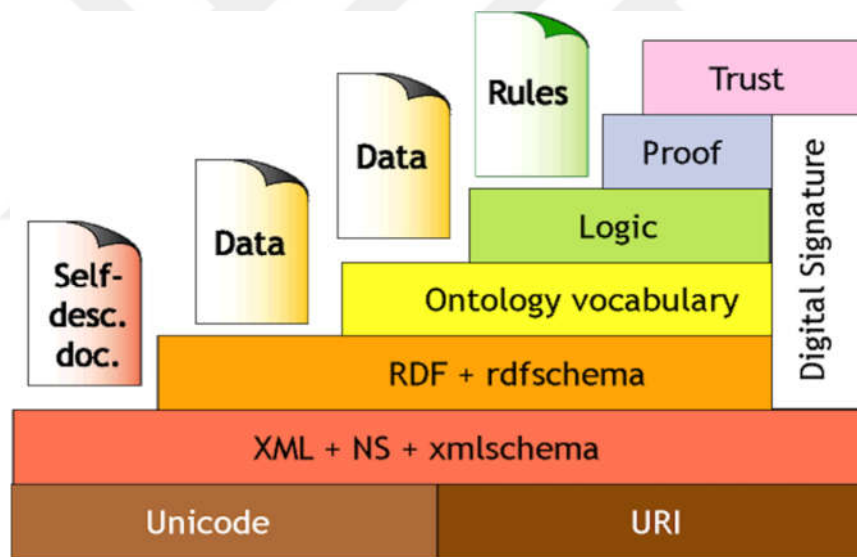 Rules
Trust
Data
Proof
Data
Logic
Self-
desc.
doc.
Ontology vocabulary
Digital Signature
RDF + rdfschema
XML + NS + xmlschema
Unicode
URI